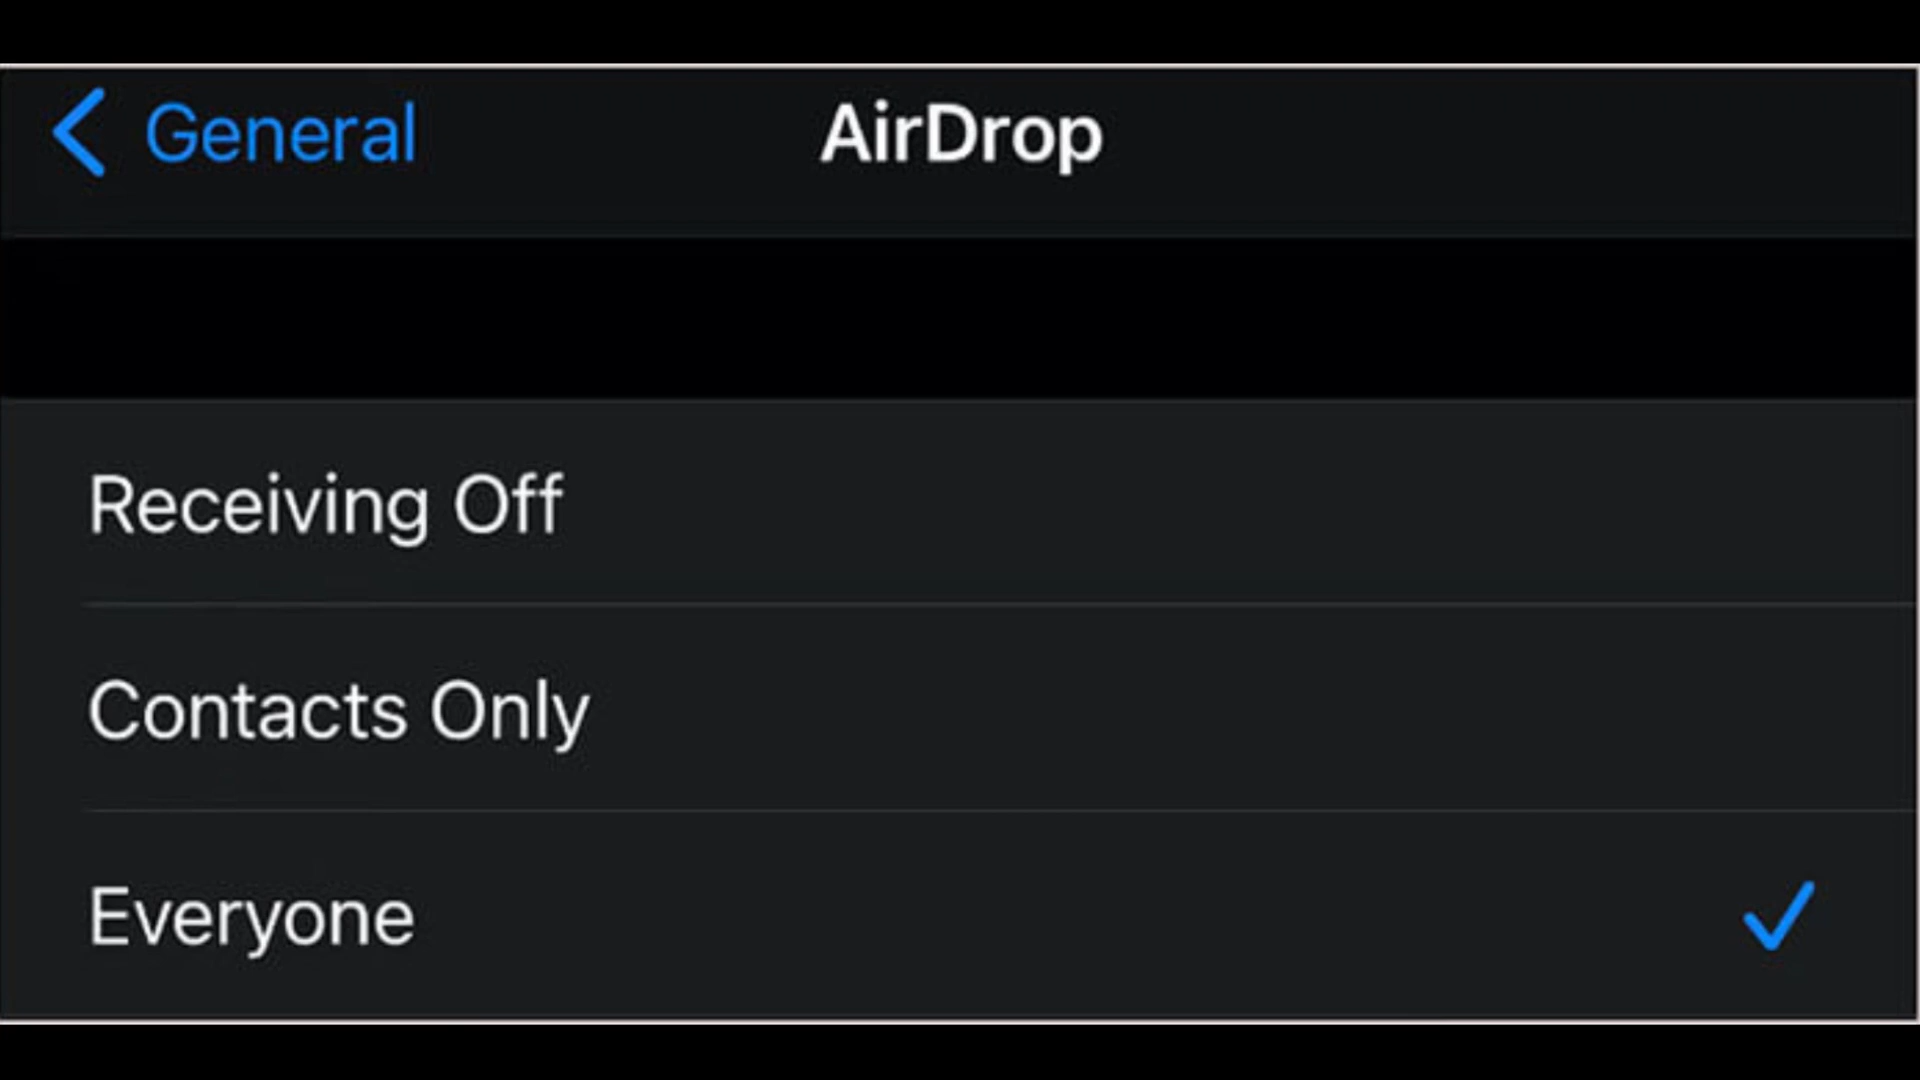 General
AirDrop
Receiving Off
Contacts Only
Everyone